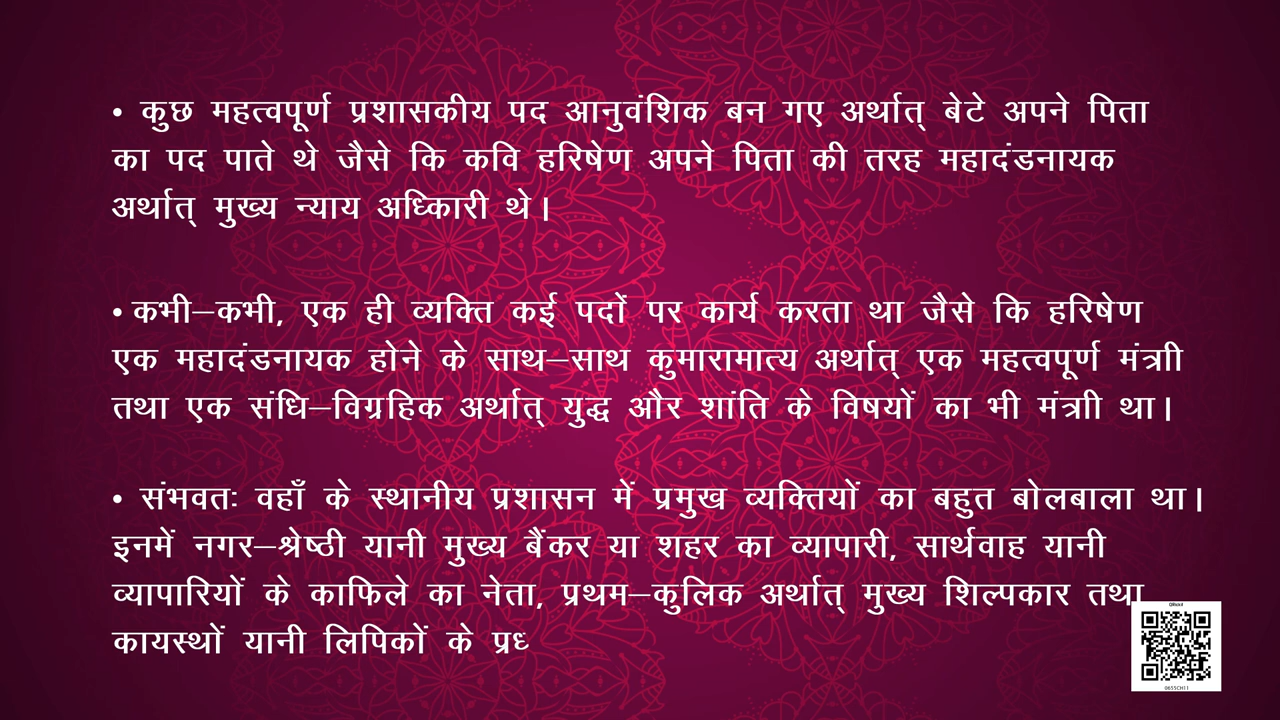 • कुछ महत्वपूर्ण प्रशासकीय पद आनुवंशिक बन गए अर्थात् बेटे अपने पिता
का पद पाते थे जैसे कि कवि हरिषेण अपने पिता की तरह महादंडनायक
अर्थात् मुख्य न्याय अध्किारी थे।
• कभी–कभी, एक ही व्यक्ति कई पदों पर कार्य करता था जैसे कि हरिषेण
एक महादंडनायक होने के साथ–साथ कुमारामात्य अर्थात् एक महत्वपूर्ण मंत्राी
तथा एक संधि–विग्रहिक अर्थात् युद्ध और शांति के विषयों का भी मंत्राी था।
• संभवतः वहाँ के स्थानीय प्रशासन में प्रमुख व्यक्तियों का बहुत बोलबाला था।
इनमें नगर–श्रेष्ठी यानी मुख्य बैंकर या शहर का व्यापारी, सार्थवाह यानी
व्यापारियों के काफिले का नेता, प्रथम–कुलिक अर्थात् मुख्य शिल्पकार तथा
कायस्थों यानी लिपिकों के प्रध्
QRickit
0655CH11